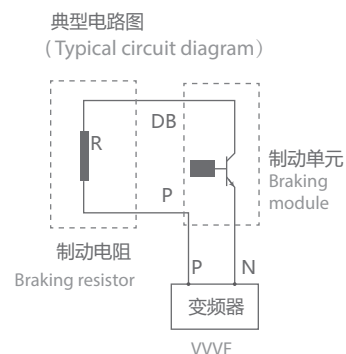 典型电路图
（Typical circuit diagram）
DB
R
制动单元
Braking
module
P
制动电阻
Braking resistor
P
N
变频器
VVVF